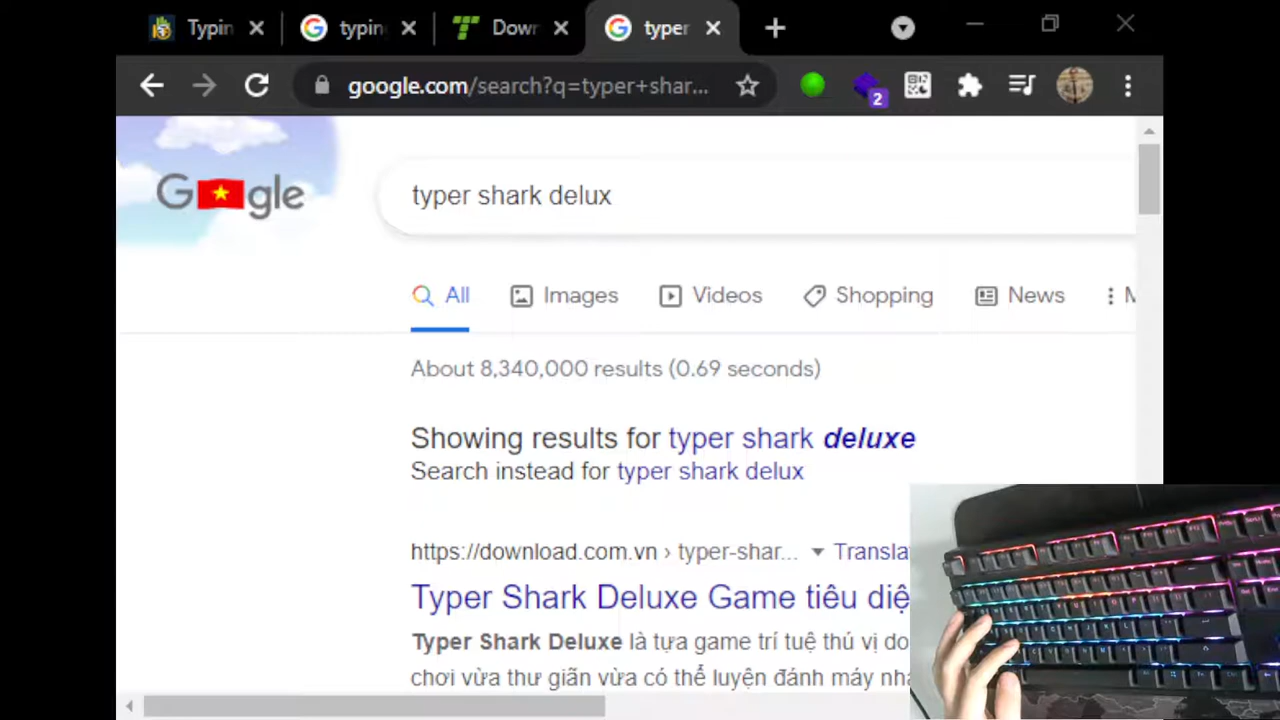 Typin
typin
Dowr
typer
google.com/search?q=typer+shar...
2
Google
typer shark delux
All
Images
Videos
Shopping
News
About 8,340,000 results (0.69 seconds)
Showing results for typer shark deluxe
Search instead for typer shark delux
https://download.com.vn › typer-shar... Transla
Typer Shark Deluxe Game tiêu diệ
Typer Shark Deluxe là tựa game trí tuệ thú vị do
chơi vừa thư giãn vừa có thể luyện đánh máy nha